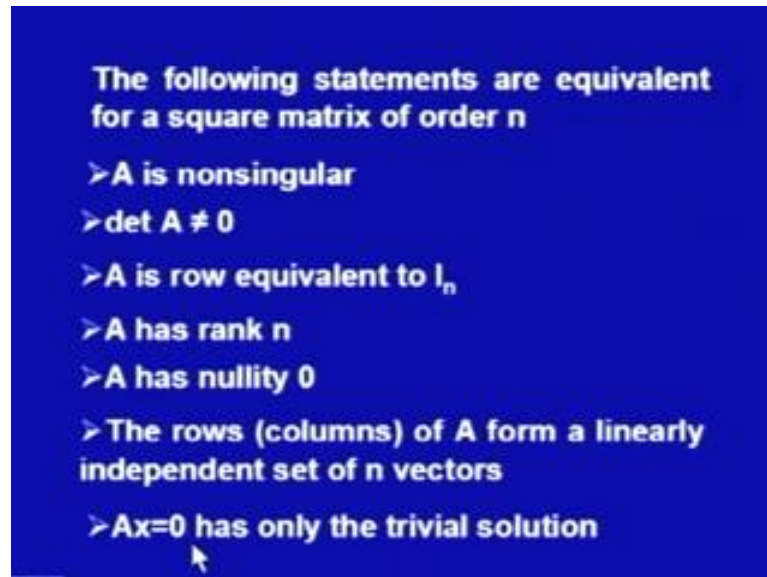 The following statements are equivalent
for a square matrix of order n
➢A is nonsingular
➢det A ≠ 0
➢A is row equivalent to Iₙ
➢A has rank n
➢A has nullity 0
➢The rows (columns) of A form a linearly
independent set of n vectors
➢Ax=0 has only the trivial solution